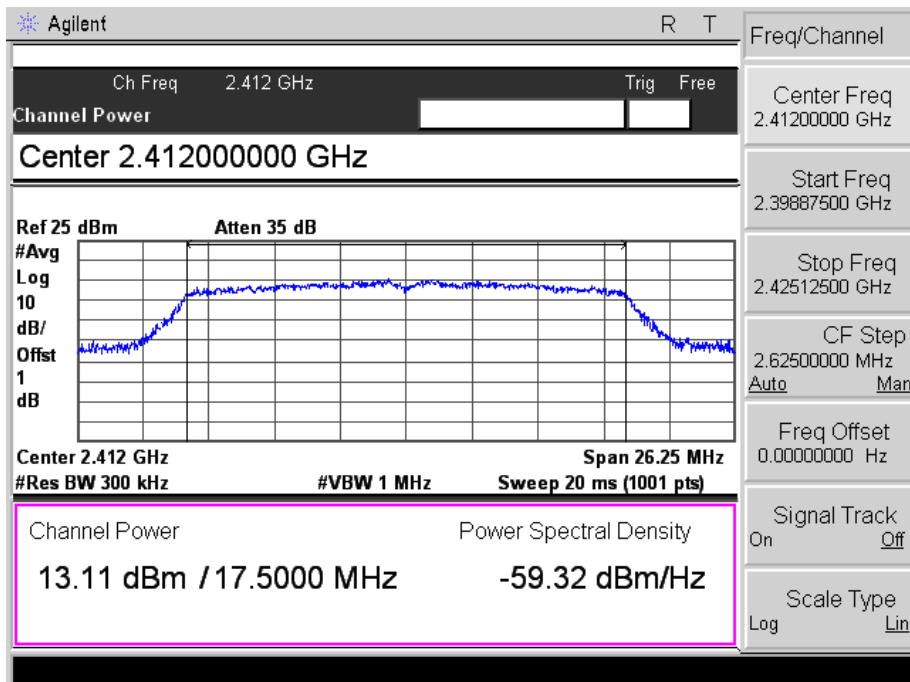 Agilent R T
Ch Freq 2.412 GHz Trig Free
Channel Power
Center 2.412000000 GHz
Ref 25 dBm Atten 35 dB
#Avg
Log
10
dB/
Offst
1
dB
Center 2.412 GHz Span 26.25 MHz
#Res BW 300 kHz #VBW 1 MHz Sweep 20 ms (1001 pts)
Channel Power Power Spectral Density
13.11 dBm / 17.5000 MHz -59.32 dBm/Hz
Freq/Channel
Center Freq
2.41200000 GHz
Start Freq
2.39887500 GHz
Stop Freq
2.42512500 GHz
CF Step
2.62500000 MHz
Auto Man
Freq Offset
0.00000000 Hz
Signal Track
On Off
Scale Type
Log Lin